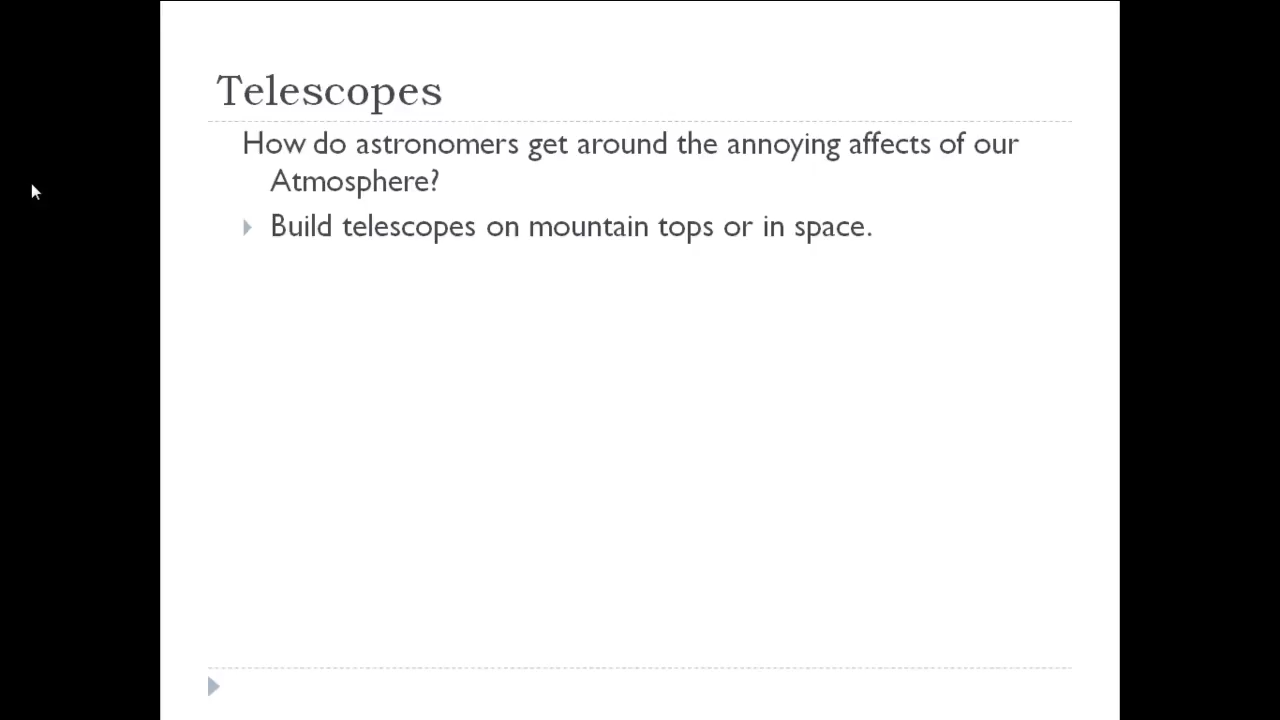 Telescopes
How do astronomers get around the annoying affects of our
Atmosphere?
Build telescopes on mountain tops or in space.